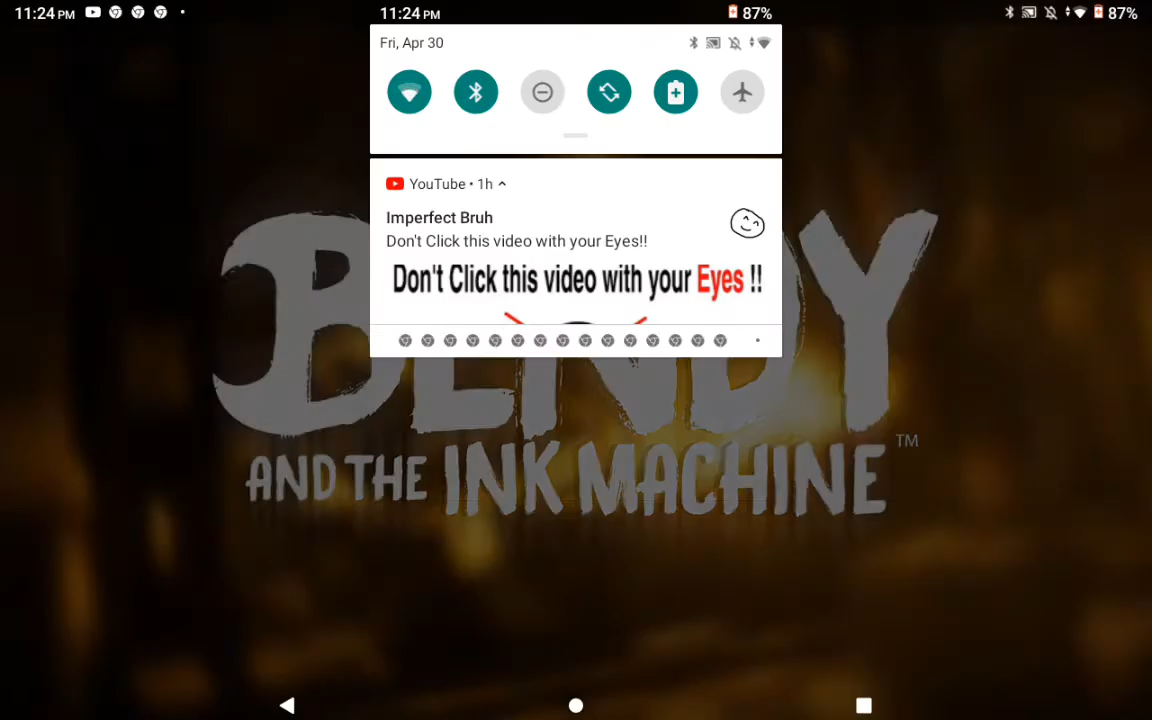 11:24 PM
11:24 PM
87%
87%
Fri, Apr 30
YouTube • 1h
Imperfect Bruh
Don't Click this video with your Eyes!!
Don't Click this video with your Eyes !!
BENDY
AND THE INK MACHINE
TM